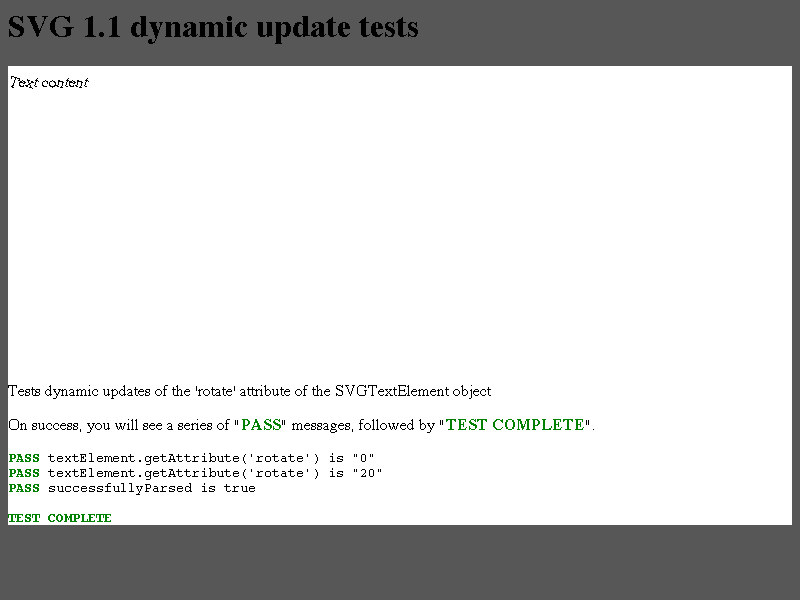 SVG 1.1 dynamic update tests
Text content
Tests dynamic updates of the 'rotate' attribute of the SVGTextElement object
On success, you will see a series of "PASS" messages, followed by "TEST COMPLETE".
PASS textElement.getAttribute('rotate') is "0"
PASS textElement.getAttribute('rotate') is "20"
PASS successfullyParsed is true
TEST COMPLETE